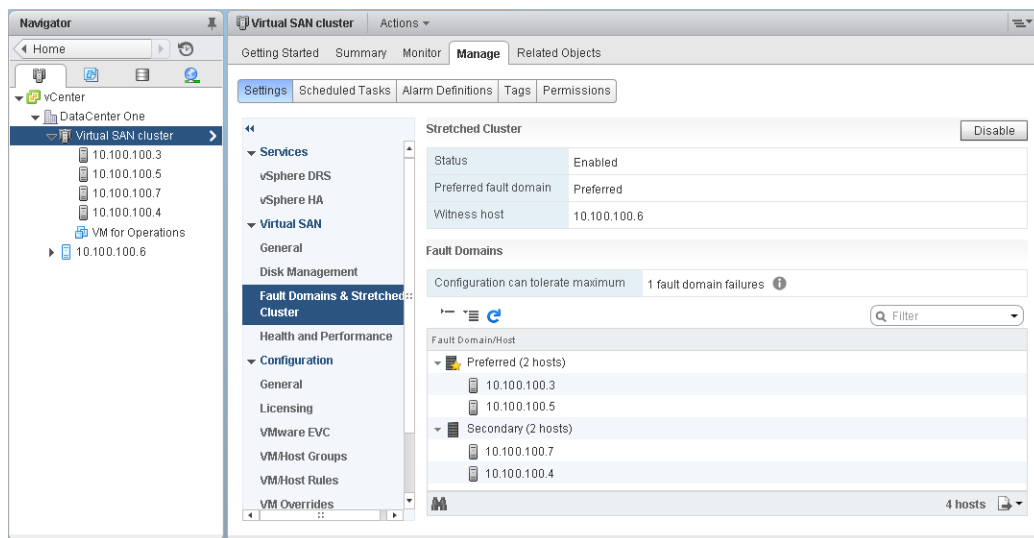 Navigator
Home
vCenter
DataCenter One
Virtual SAN cluster
10.100.100.3
10.100.100.5
10.100.100.7
10.100.100.4
VM for Operations
10.100.100.6
Virtual SAN cluster Actions
Getting Started Summary Monitor Manage Related Objects
Settings Scheduled Tasks Alarm Definitions Tags Permissions
Services
vSphere DRS
vSphere HA
Virtual SAN
General
Disk Management
Fault Domains & Stretched
Cluster
Health and Performance
Configuration
General
Licensing
VMware EVC
VM/Host Groups
VM/Host Rules
VM Overrides
Stretched Cluster Disable
Status Enabled
Preferred fault domain Preferred
Witness host 10.100.100.6
Fault Domains
Configuration can tolerate maximum 1 fault domain failures
Filter
Fault Domain/Host
Preferred (2 hosts)
10.100.100.3
10.100.100.5
Secondary (2 hosts)
10.100.100.7
10.100.100.4
4 hosts